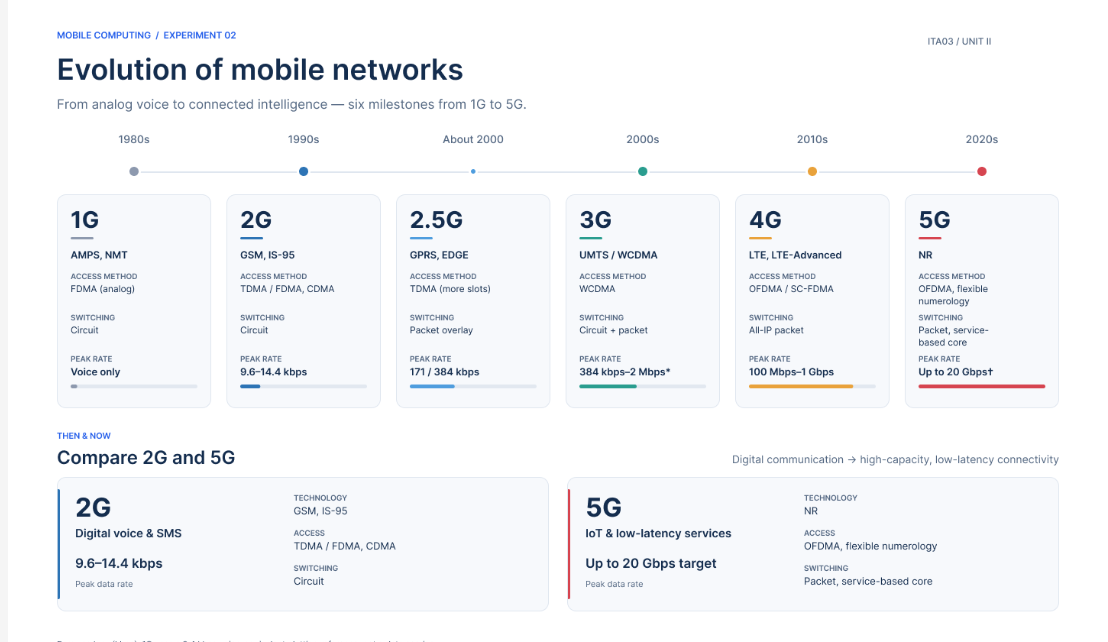 MOBILE COMPUTING / EXPERIMENT 02
ITA03 / UNIT II
Evolution of mobile networks
From analog voice to connected intelligence — six milestones from 1G to 5G.
1980s
1990s
About 2000
2000s
2010s
2020s
1G
AMPS, NMT
ACCESS METHOD
FDMA (analog)
SWITCHING
Circuit
PEAK RATE
Voice only
2G
GSM, IS-95
ACCESS METHOD
TDMA / FDMA, CDMA
SWITCHING
Circuit
PEAK RATE
9.6–14.4 kbps
2.5G
GPRS, EDGE
ACCESS METHOD
TDMA (more slots)
SWITCHING
Packet overlay
PEAK RATE
171 / 384 kbps
3G
UMTS / WCDMA
ACCESS METHOD
WCDMA
SWITCHING
Circuit + packet
PEAK RATE
384 kbps–2 Mbps*
4G
LTE, LTE-Advanced
ACCESS METHOD
OFDMA / SC-FDMA
SWITCHING
All-IP packet
PEAK RATE
100 Mbps–1 Gbps
5G
NR
ACCESS METHOD
OFDMA, flexible
numerology
SWITCHING
Packet, service-
based core
PEAK RATE
Up to 20 Gbps†
THEN & NOW
Compare 2G and 5G
Digital communication → high-capacity, low-latency connectivity
2G
Digital voice & SMS
9.6–14.4 kbps
Peak data rate
TECHNOLOGY
GSM, IS-95
ACCESS
TDMA / FDMA, CDMA
SWITCHING
Circuit
5G
IoT & low-latency services
Up to 20 Gbps target
Peak data rate
TECHNOLOGY
NR
ACCESS
OFDMA, flexible numerology
SWITCHING
Packet, service-based core